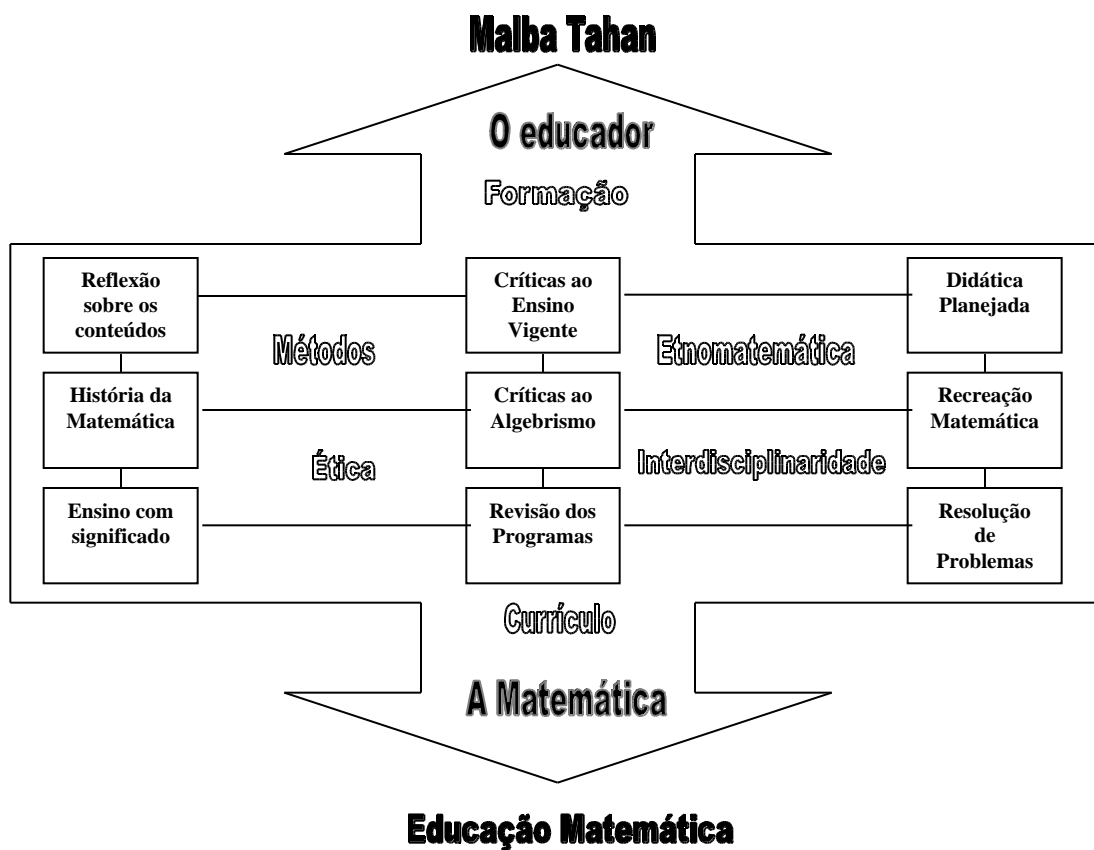 Malba Tahan
O educador
Formação
Reflexão
sobre os
conteúdos
Críticas ao
Ensino
Vigente
Didática
Planejada
Métodos
Etnomatemática
História da
Matemática
Críticas ao
Algebrismo
Recreação
Matemática
Ética
Interdisciplinaridade
Ensino com
significado
Revisão dos
Programas
Resolução
de
Problemas
Currículo
A Matemática
Educação Matemática